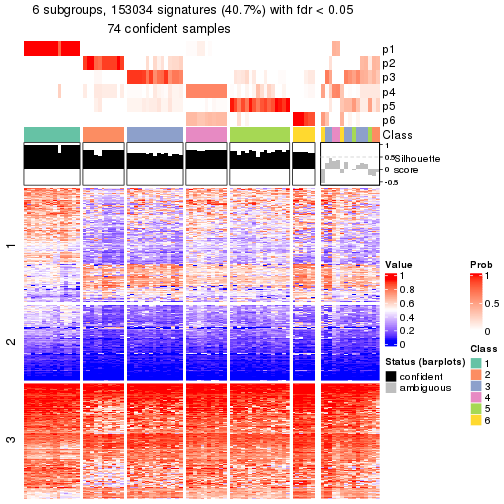 6 subgroups, 153034 signatures (40.7%) with fdr < 0.05
74 confident samples
p1
p2
p3
p4
p5
p6
Class
1
0.5
0
-0.5
Silhouette
score
1
2
3
Value
1
0.8
0.6
0.4
0.2
0
Status (barplots)
confident
ambiguous
Prob
1
0.5
0
Class
1
2
3
4
5
6